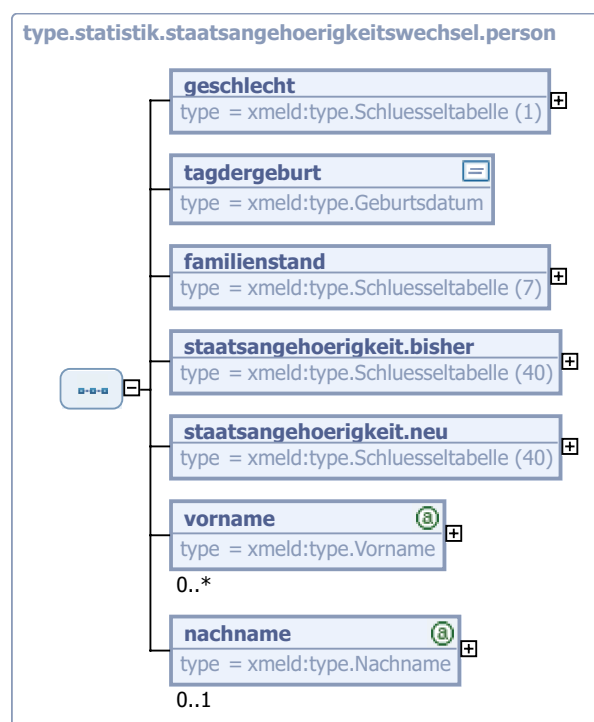 type.statistik.staatsangehoerigkeitswechsel.person
geschlecht
type = xmeld:type.Schluesseltabelle (1)
tagdergeburt
type = xmeld:type.Geburtsdatum
familienstand
type = xmeld:type.Schluesseltabelle (7)
staatsangehoerigkeit.bisher
type = xmeld:type.Schluesseltabelle (40)
staatsangehoerigkeit.neu
type = xmeld:type.Schluesseltabelle (40)
vorname @
type = xmeld:type.Vorname
0..*
nachname @
type = xmeld:type.Nachname
0..1